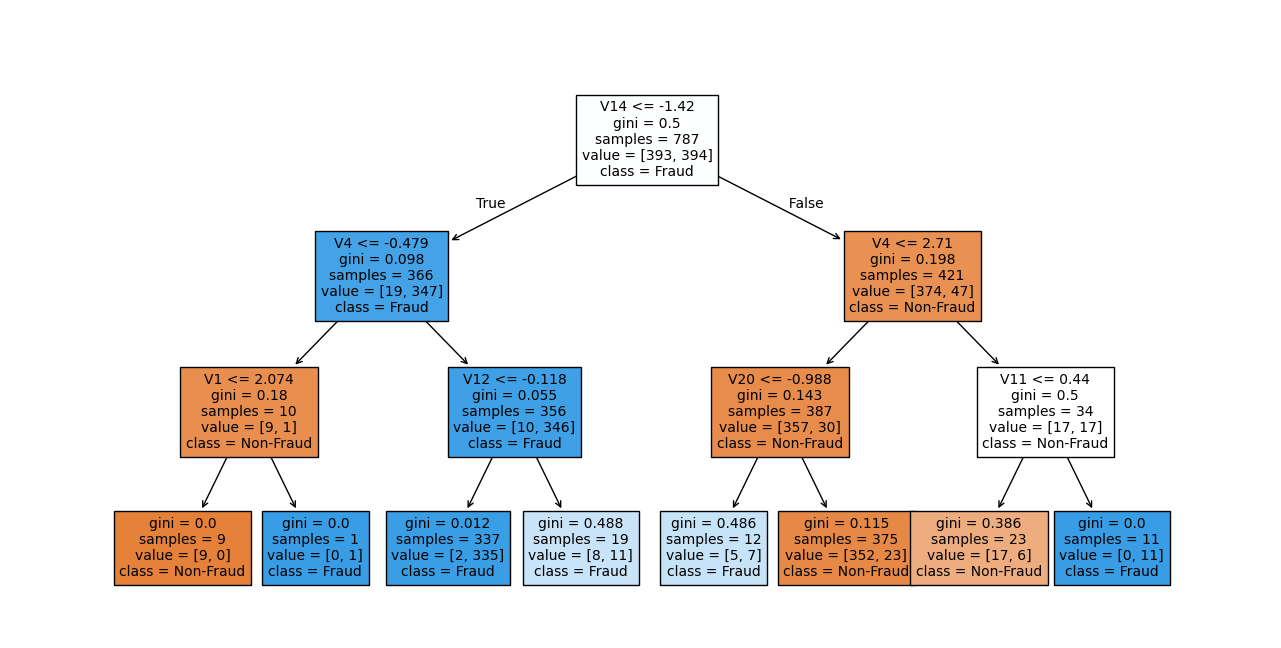 V14 <= -1.42
gini = 0.5
samples = 787
value = [393, 394]
class = Fraud
True
False
V4 <= -0.479
gini = 0.098
samples = 366
value = [19, 347]
class = Fraud
V4 <= 2.71
gini = 0.198
samples = 421
value = [374, 47]
class = Non-Fraud
V1 <= 2.074
gini = 0.18
samples = 10
value = [9, 1]
class = Non-Fraud
V12 <= -0.118
gini = 0.055
samples = 356
value = [10, 346]
class = Fraud
V20 <= -0.988
gini = 0.143
samples = 387
value = [357, 30]
class = Non-Fraud
V11 <= 0.44
gini = 0.5
samples = 34
value = [17, 17]
class = Non-Fraud
gini = 0.0
samples = 9
value = [9, 0]
class = Non-Fraud
gini = 0.0
samples = 1
value = [0, 1]
class = Fraud
gini = 0.012
samples = 337
value = [2, 335]
class = Fraud
gini = 0.488
samples = 19
value = [8, 11]
class = Fraud
gini = 0.486
samples = 12
value = [5, 7]
class = Fraud
gini = 0.115
samples = 375
value = [352, 23]
class = Non-Fraud
gini = 0.386
samples = 23
value = [17, 6]
class = Non-Fraud
gini = 0.0
samples = 11
value = [0, 11]
class = Fraud